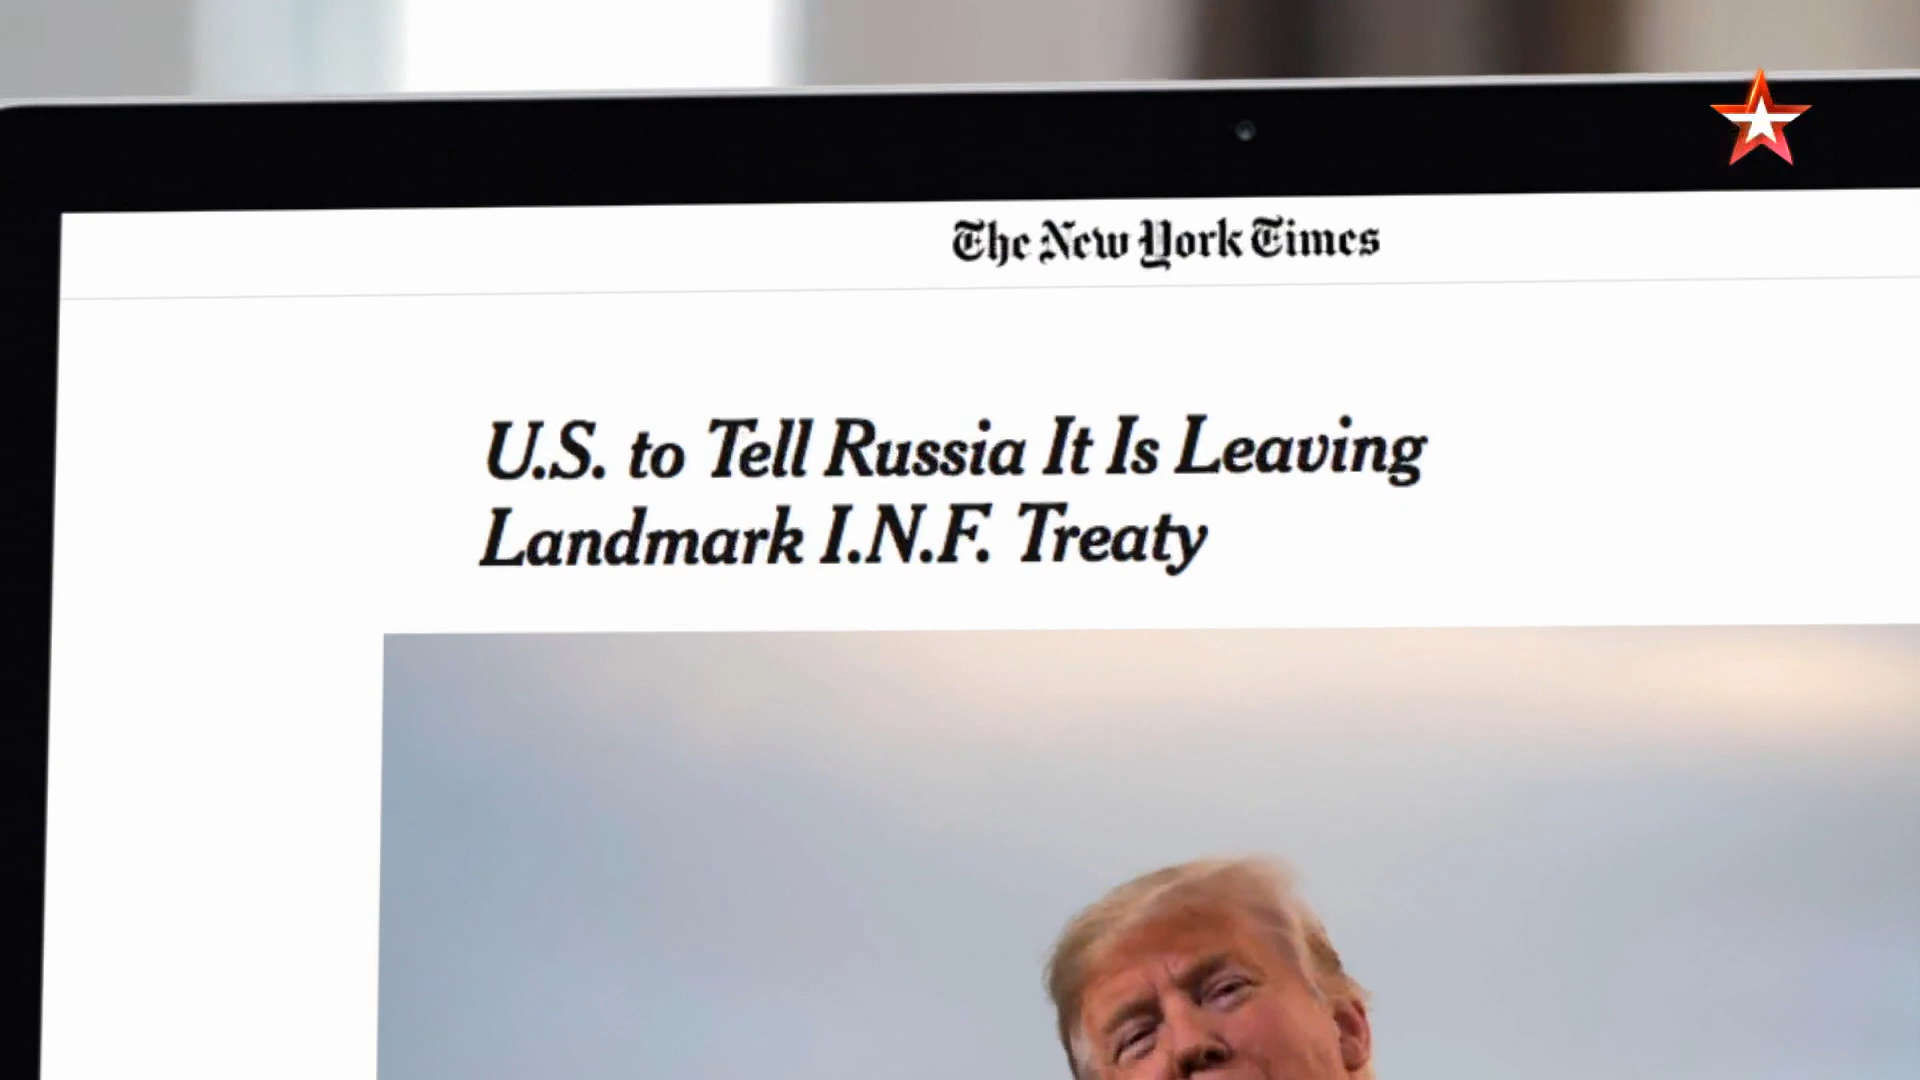 The New York Times
U.S. to Tell Russia It Is Leaving
Landmark I.N.F. Treaty